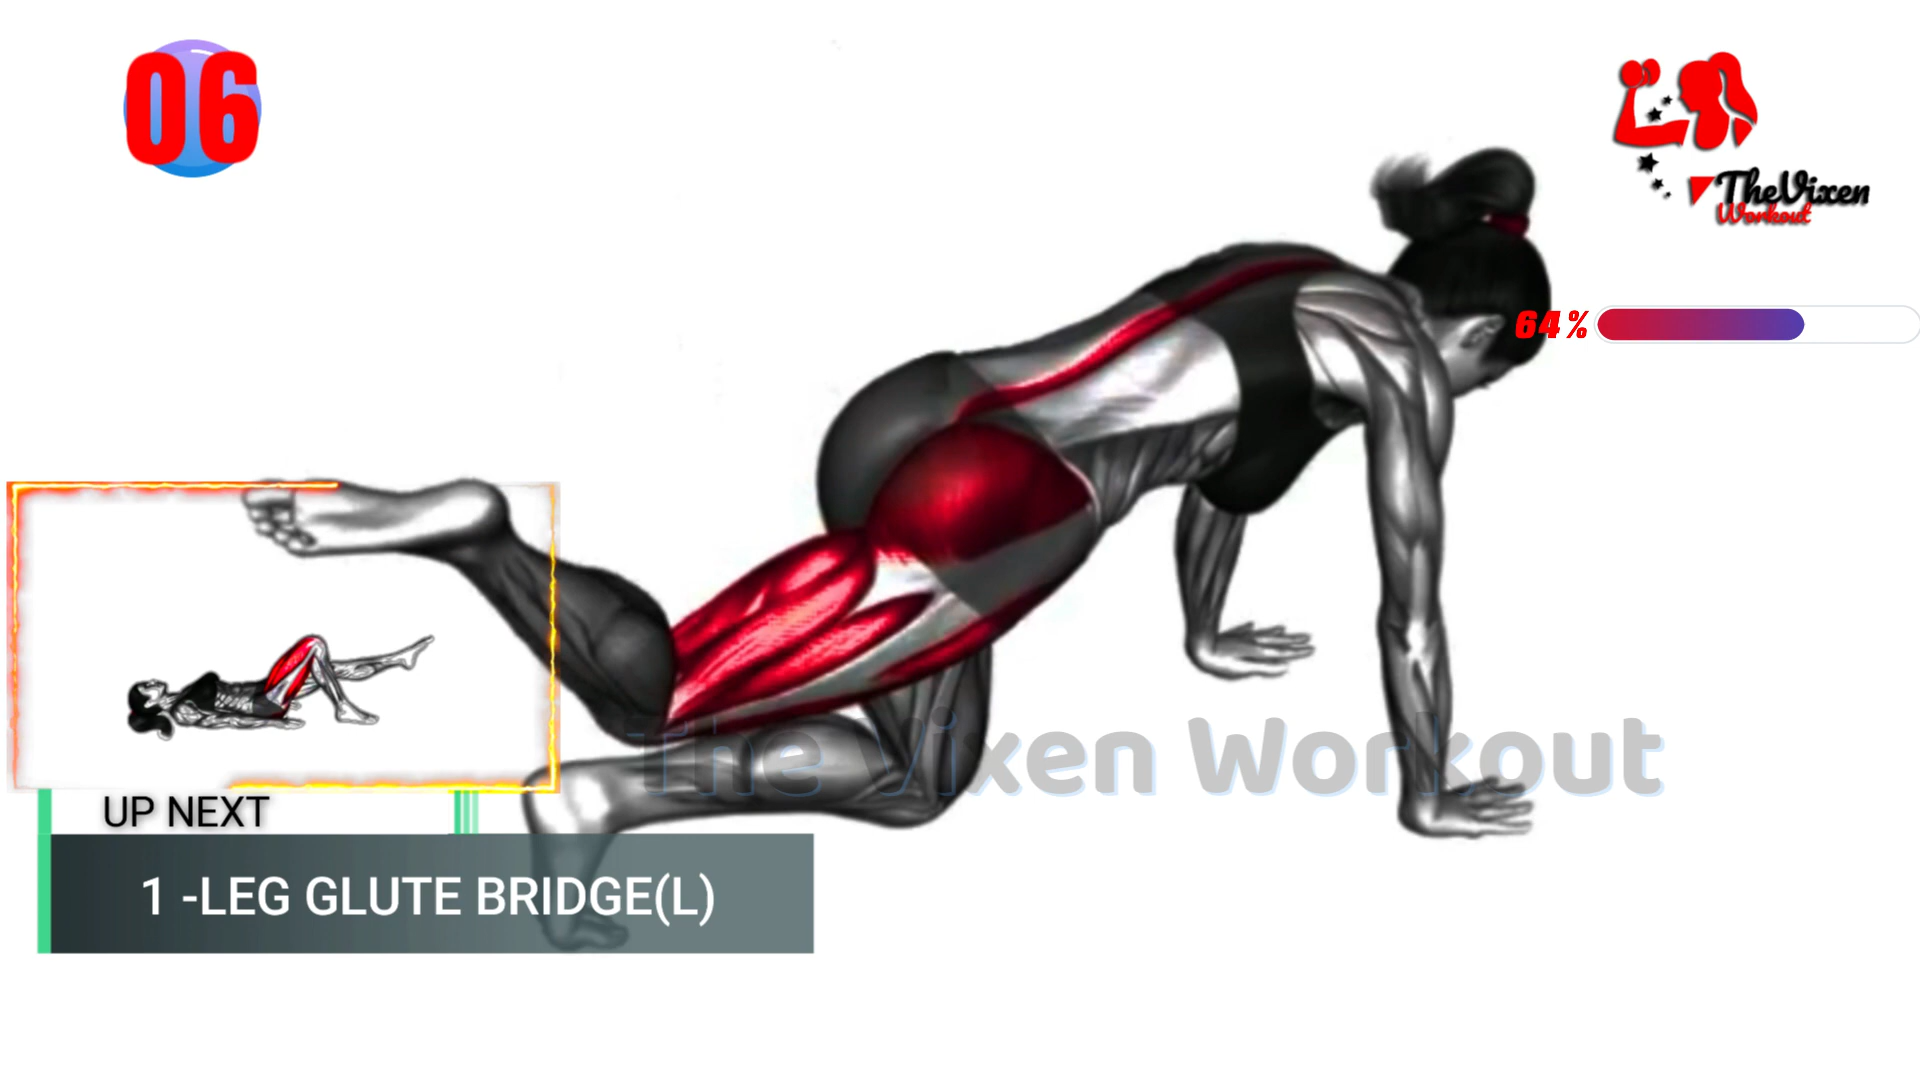 06
TheVixen
Workout
64%
The Vixen Workout
UP NEXT
1 -LEG GLUTE BRIDGE(L)